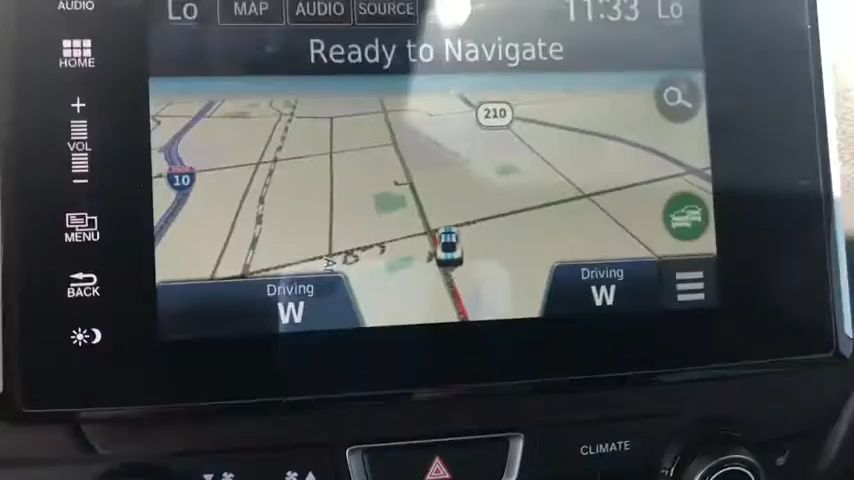 AUDIO
Lo
MAP
AUDIO
SOURCE
11:33
Lo
HOME
Ready to Navigate
+
VOL
-
210
10
MENU
BACK
Driving
W
Driving
W
CLIMATE